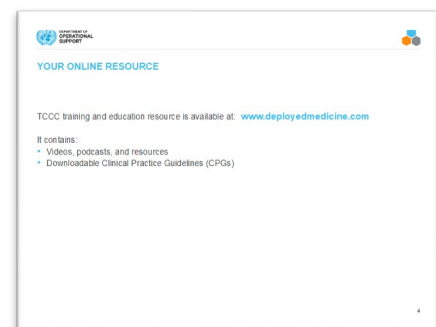 DEPARTMENT OF
OPERATIONAL
SUPPORT
YOUR ONLINE RESOURCE
TCCC training and education resource is available at: www.deployedmedicine.com
It contains:
• Videos, podcasts, and resources
• Downloadable Clinical Practice Guidelines (CPGs)
4